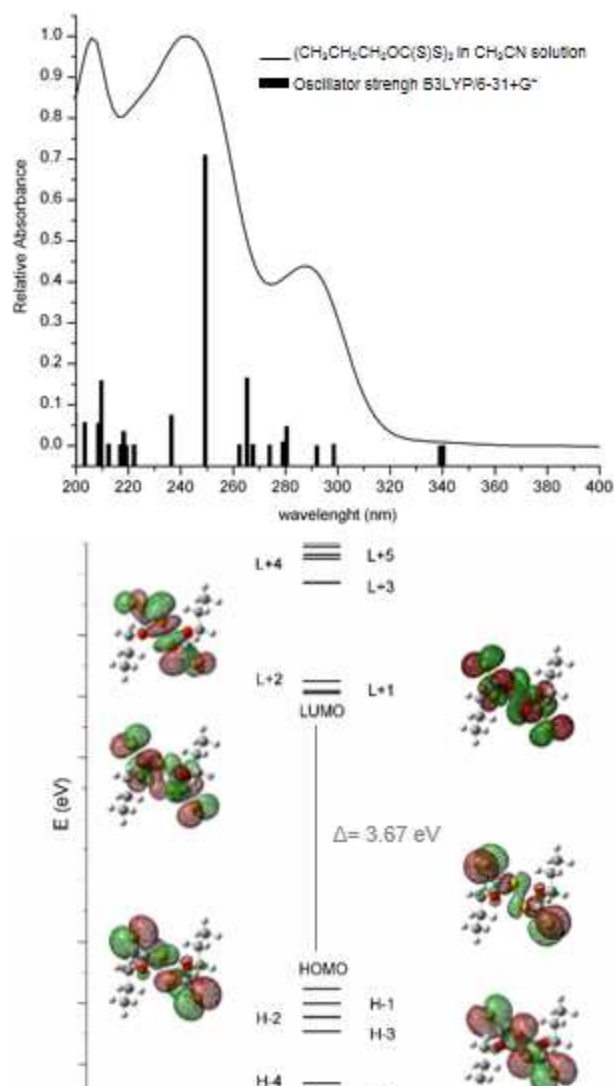 (CH₃CH₂CH₂OC(S)S)₂ in CH₃CN solution
Oscillator strengh B3LYP/6-31+G*
1.0
0.9
0.8
0.7
0.6
0.5
0.4
0.3
0.2
0.1
0.0
Relative Absorbance
200 220 240 260 280 300 320 340 360 380 400
wavelenght (nm)
L+4 L+5
L+3
L+2 L+1
LUMO
E (eV)
Δ= 3.67 eV
HOMO
H-1
H-2
H-3
H-4